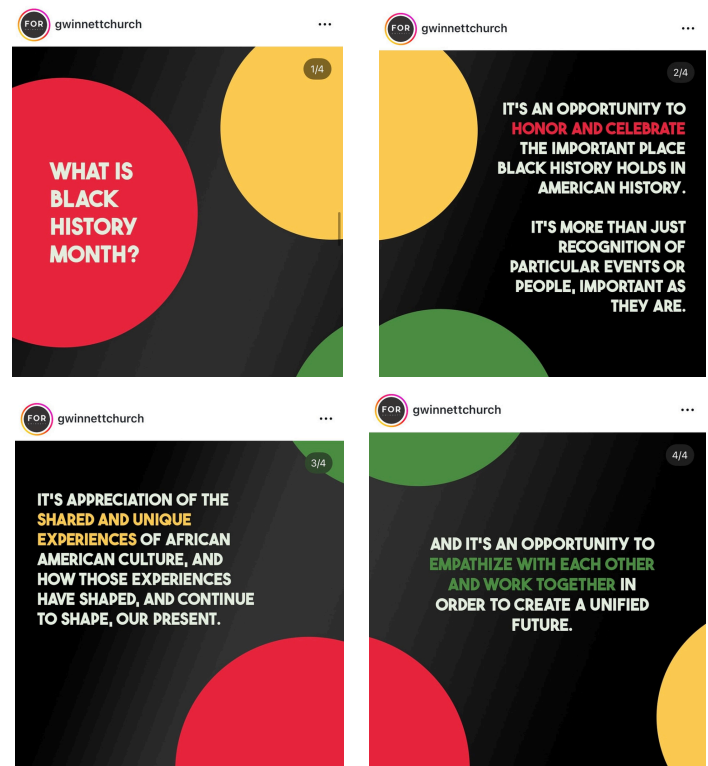 FOR
gwinnettchurch
1/4
WHAT IS
BLACK
HISTORY
MONTH?
FOR
gwinnettchurch
2/4
IT'S AN OPPORTUNITY TO
HONOR AND CELEBRATE
THE IMPORTANT PLACE
BLACK HISTORY HOLDS IN
AMERICAN HISTORY.
IT'S MORE THAN JUST
RECOGNITION OF
PARTICULAR EVENTS OR
PEOPLE, IMPORTANT AS
THEY ARE.
FOR
gwinnettchurch
3/4
IT'S APPRECIATION OF THE
SHARED AND UNIQUE
EXPERIENCES OF AFRICAN
AMERICAN CULTURE, AND
HOW THOSE EXPERIENCES
HAVE SHAPED, AND CONTINUE
TO SHAPE, OUR PRESENT.
FOR
gwinnettchurch
4/4
AND IT'S AN OPPORTUNITY TO
EMPATHIZE WITH EACH OTHER
AND WORK TOGETHER IN
ORDER TO CREATE A UNIFIED
FUTURE.